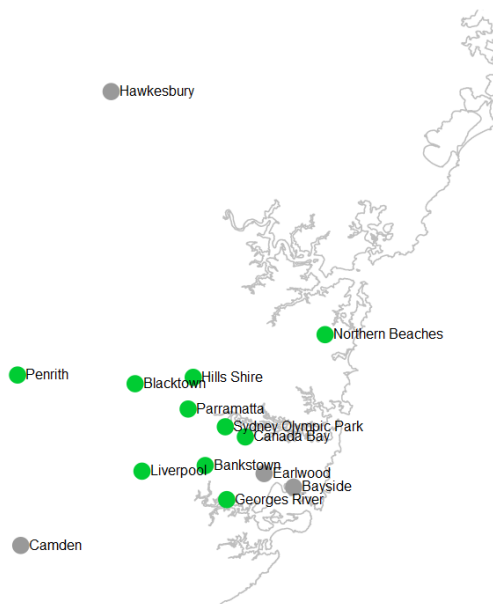 Hawkesbury
Northern Beaches
Penrith
Hills Shire
Blacktown
Parramatta
Sydney Olympic Park
Canada Bay
Bankstown
Liverpool
Earlwood
Bayside
Georges River
Camden